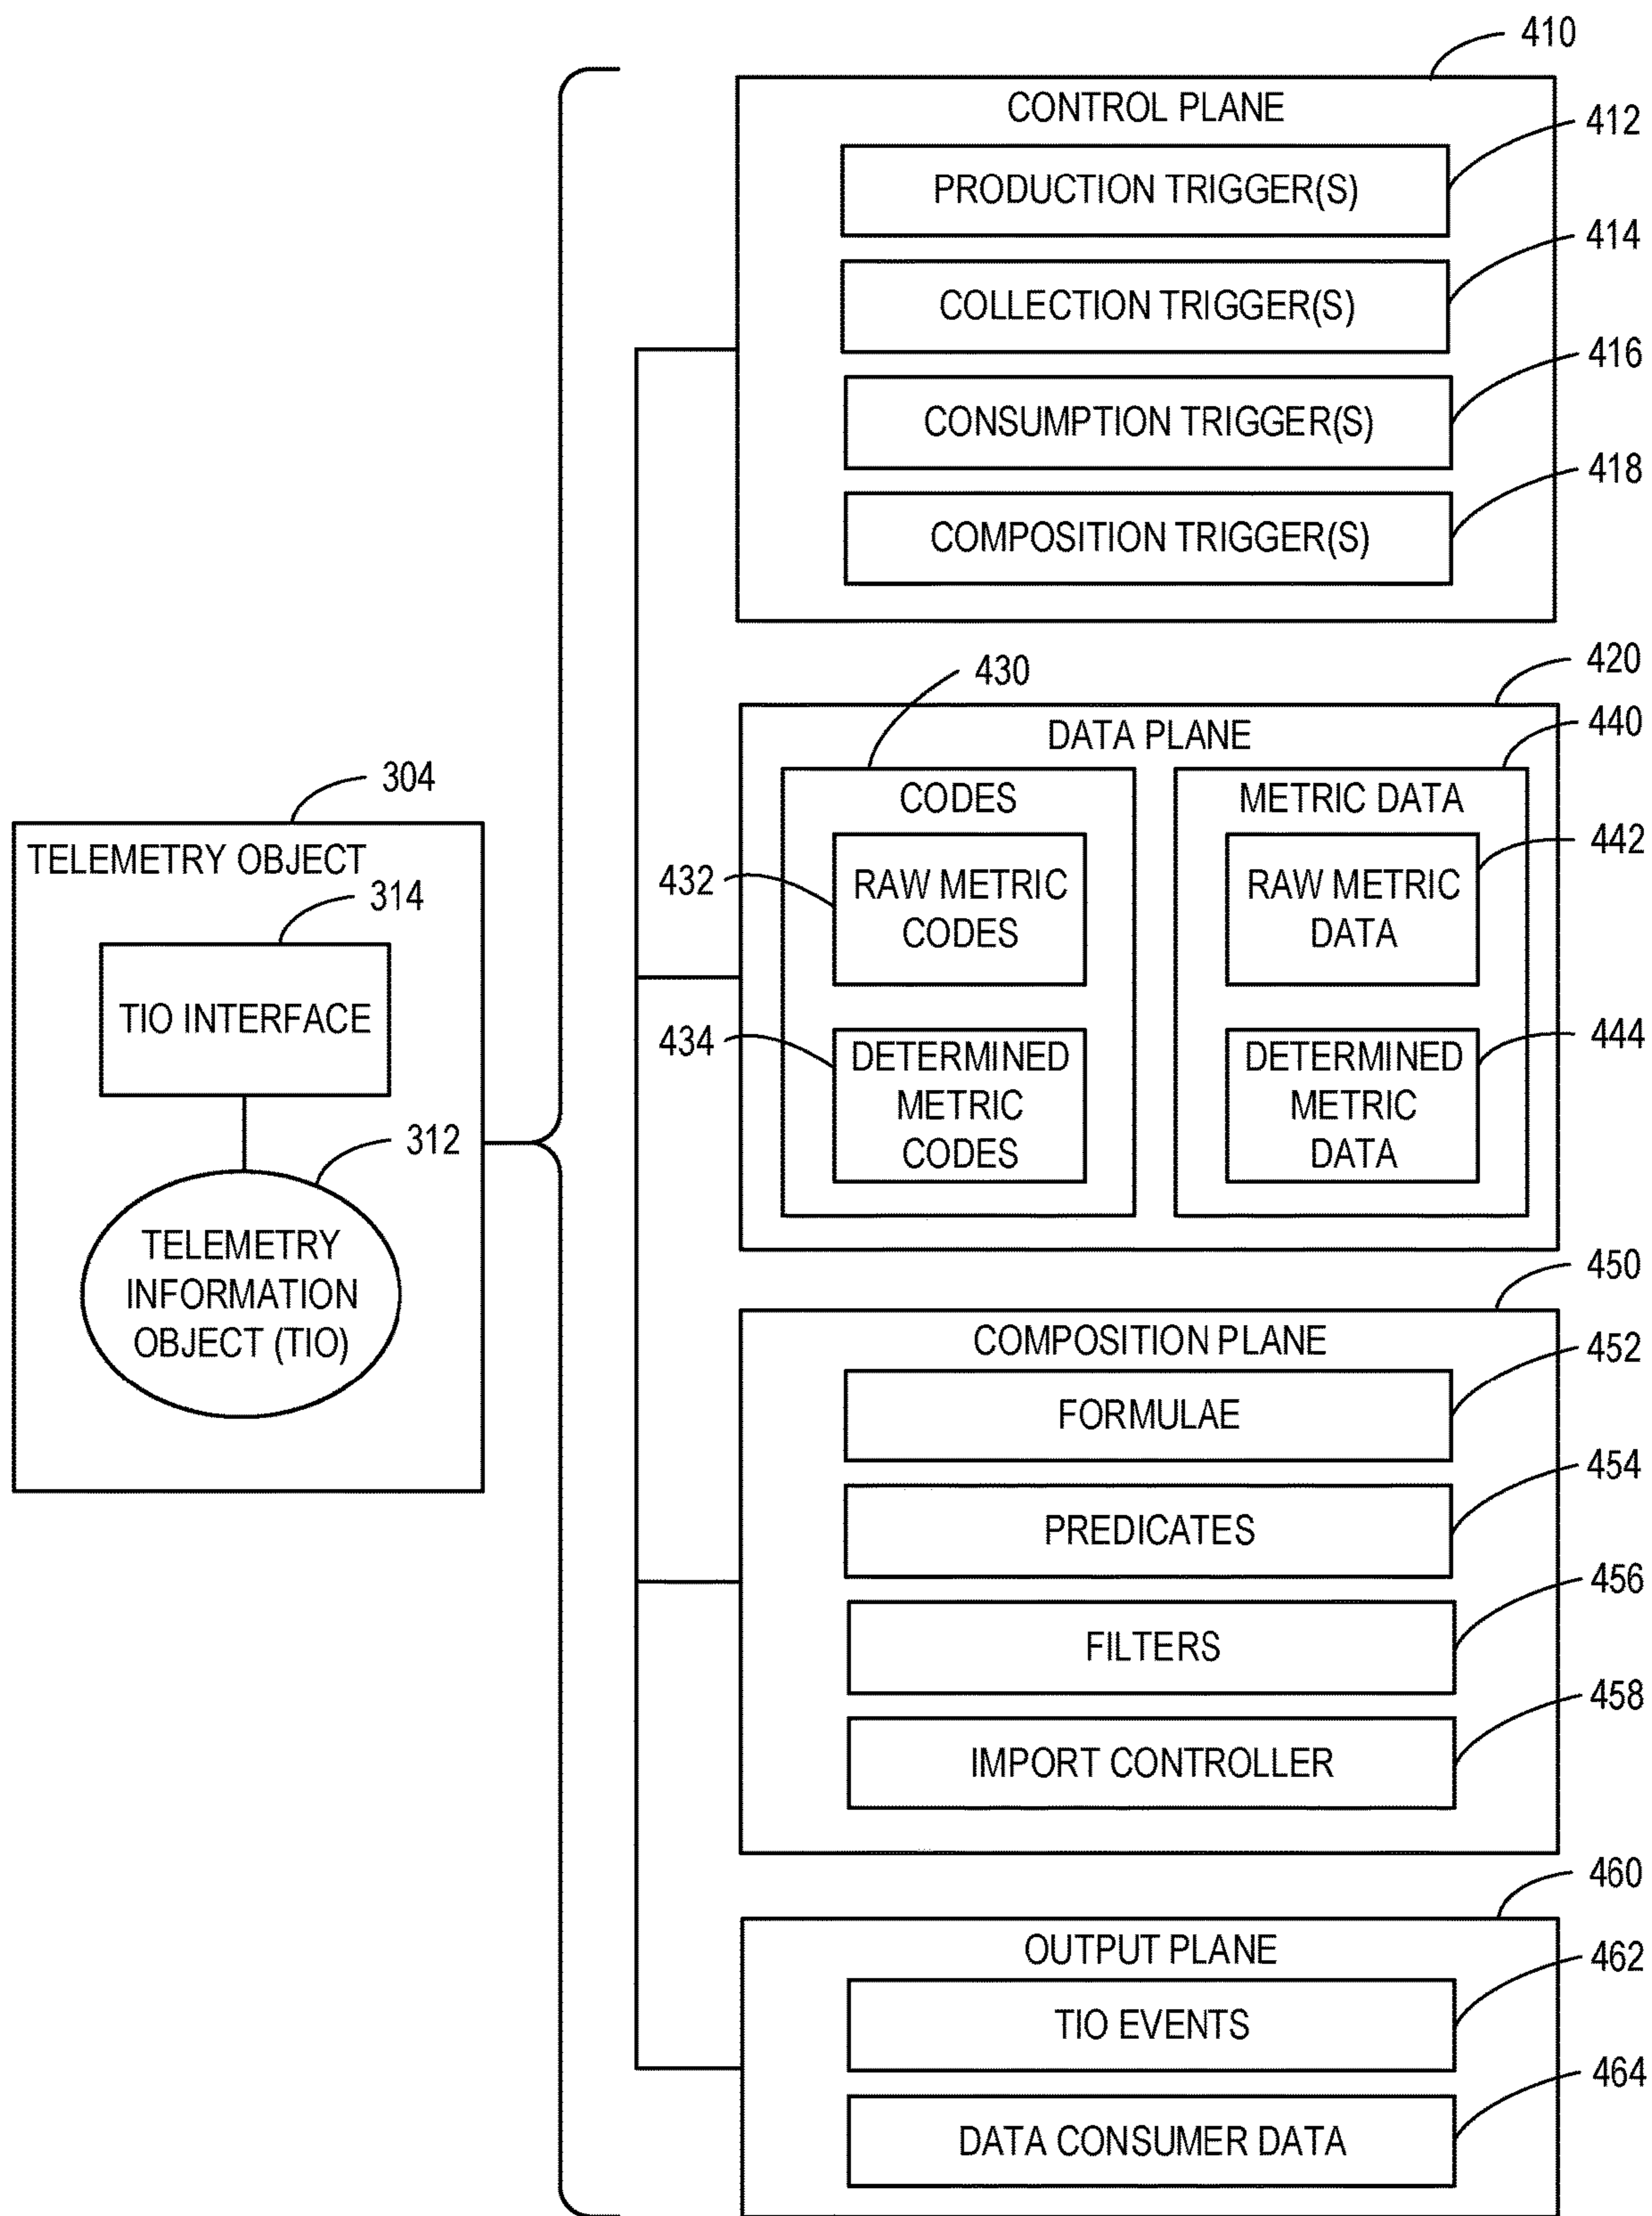 410
CONTROL PLANE
412
PRODUCTION TRIGGER(S)
414
COLLECTION TRIGGER(S)
416
CONSUMPTION TRIGGER(S)
418
COMPOSITION TRIGGER(S)
420
430
DATA PLANE
440
CODES
METRIC DATA
432
RAW METRIC
CODES
442
RAW METRIC
DATA
434
DETERMINED
METRIC
CODES
444
DETERMINED
METRIC
DATA
304
TELEMETRY OBJECT
314
TIO INTERFACE
312
TELEMETRY
INFORMATION
OBJECT (TIO)
450
COMPOSITION PLANE
452
FORMULAE
454
PREDICATES
456
FILTERS
458
IMPORT CONTROLLER
460
OUTPUT PLANE
462
TIO EVENTS
464
DATA CONSUMER DATA